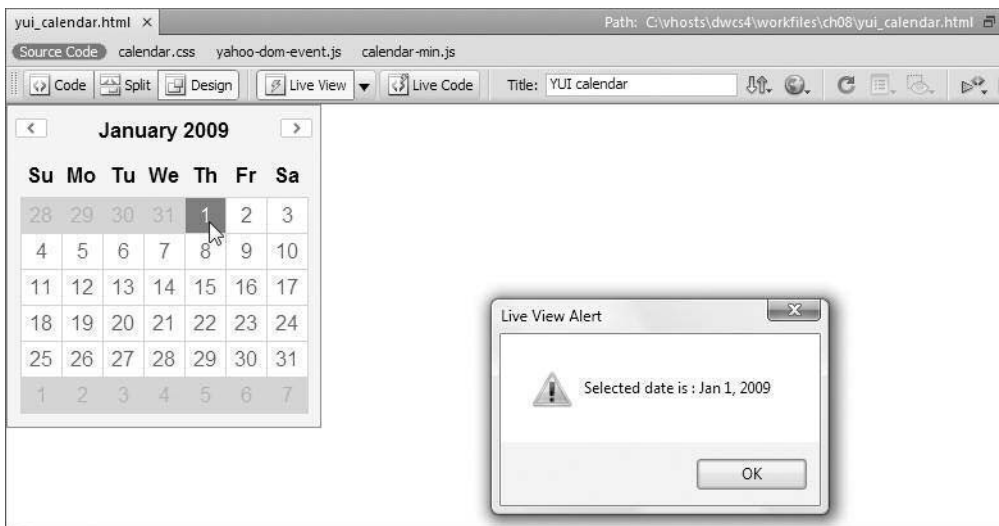 yui_calendar.html × Path: C:\vhosts\dwcs4\workfiles\ch08\yui_calendar.html
Source Code calendar.css yahoo-dom-event.js calendar-min.js
Code Split Design Live View Live Code Title: YUI calendar
< January 2009 >
Su Mo Tu We Th Fr Sa
28 29 30 31 1 2 3
4 5 6 7 8 9 10
11 12 13 14 15 16 17
18 19 20 21 22 23 24
25 26 27 28 29 30 31
1 2 3 4 5 6 7
Live View Alert
Selected date is : Jan 1, 2009
OK